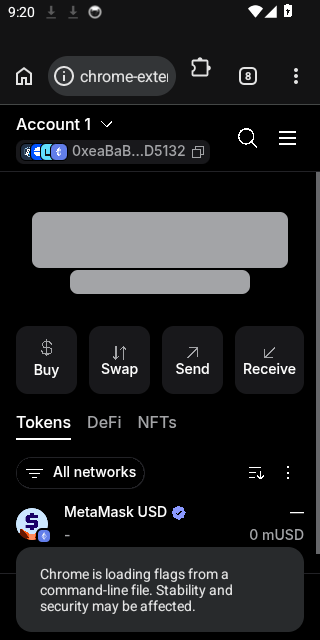 9:20
chrome-exter
8
Account 1
0xeaBaB...D5132
Buy
Swap
Send
Receive
Tokens DeFi NFTs
All networks
MetaMask USD
—
-
0 mUSD
Chrome is loading flags from a
command-line file. Stability and
security may be affected.